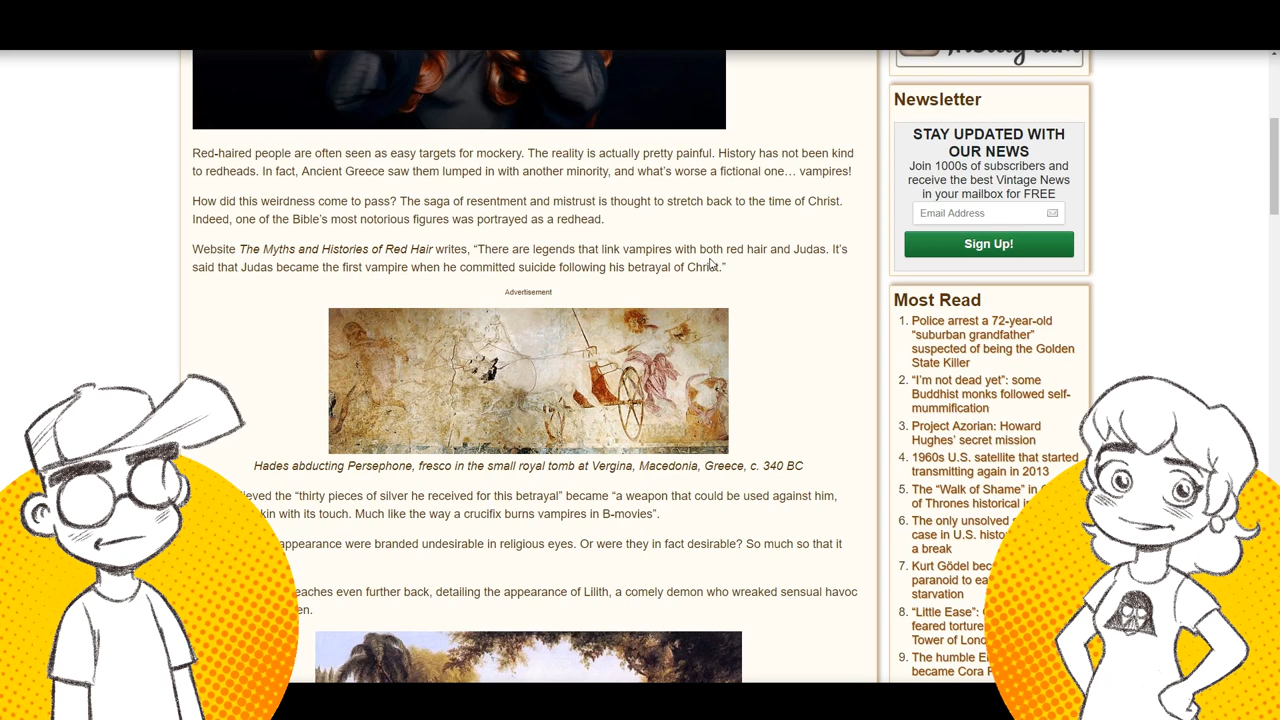 Red-haired people are often seen as easy targets for mockery. The reality is actually pretty painful. History has not been kind
to redheads. In fact, Ancient Greece saw them lumped in with another minority, and what's worse a fictional one… vampires!
How did this weirdness come to pass? The saga of resentment and mistrust is thought to stretch back to the time of Christ.
Indeed, one of the Bible's most notorious figures was portrayed as a redhead.
Website The Myths and Histories of Red Hair writes, “There are legends that link vampires with both red hair and Judas. It's
said that Judas became the first vampire when he committed suicide following his betrayal of Christ.”
Advertisement
Hades abducting Persephone, fresco in the small royal tomb at Vergina, Macedonia, Greece, c. 340 BC
the “thirty pieces of silver he received for this betrayal” became “a weapon that could be used against him,
with its touch. Much like the way a crucifix burns vampires in B-movies”.
appearance were branded undesirable in religious eyes. Or were they in fact desirable? So much so that it
even further back, detailing the appearance of Lilith, a comely demon who wreaked sensual havoc
Newsletter
STAY UPDATED WITH
OUR NEWS
Join 1000s of subscribers and
receive the best Vintage News
in your mailbox for FREE
Email Address
Sign Up!
Most Read
1. Police arrest a 72-year-old
“suburban grandfather”
suspected of being the Golden
State Killer
2. “I'm not dead yet”: some
Buddhist monks followed self-
mummification
3. Project Azorian: Howard
Hughes' secret mission
4. 1960s U.S. satellite that started
transmitting again in 2013
5. The “Walk of Shame” in
of Thrones historical
6. The only unsolved
case in U.S.
a break
7. Kurt Gödel
paranoid to
starvation
8. “Little Ease”:
feared
Tower of
9. The humble
became Cora